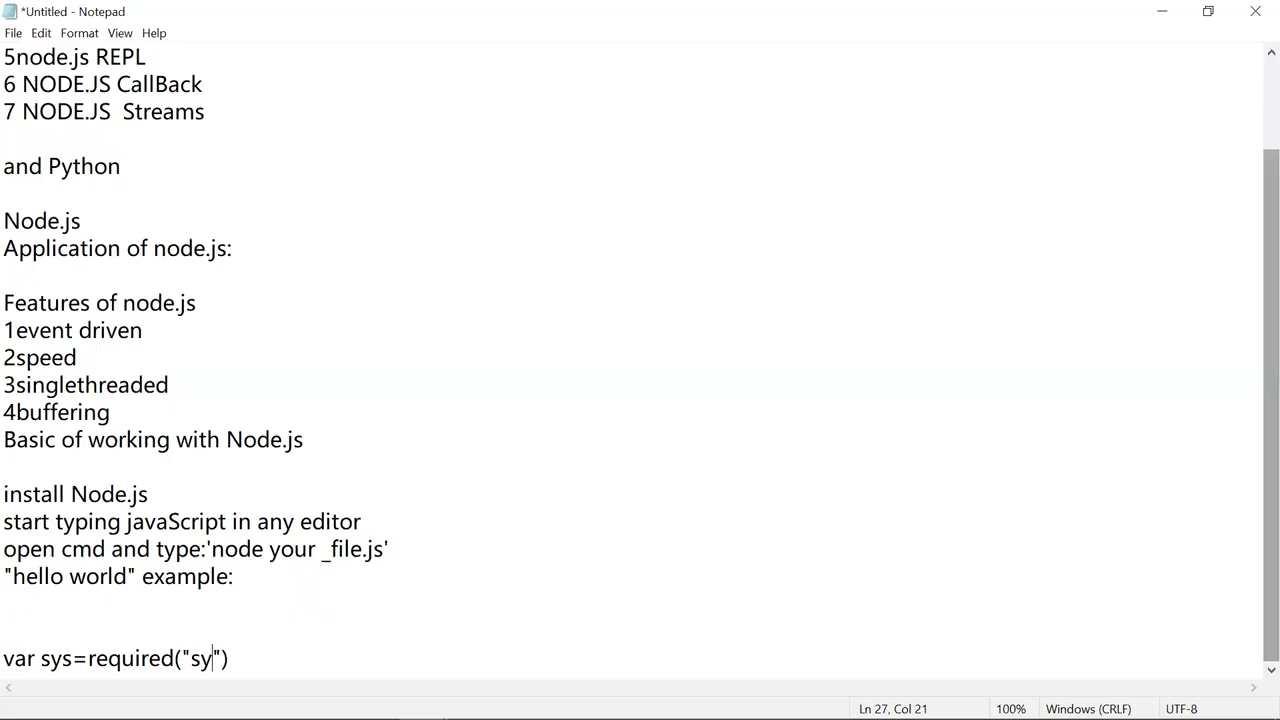 *Untitled - Notepad
File Edit Format View Help
5node.js REPL
6 NODE.JS CallBack
7 NODE.JS  Streams
and Python
Node.js
Application of node.js:
Features of node.js
1event driven
2speed
3singlethreaded
4buffering
Basic of working with Node.js
install Node.js
start typing javaScript in any editor
open cmd and type:'node your _file.js'
"hello world" example:
var sys=required("sy")
Ln 27, Col 21 100% Windows (CRLF) UTF-8